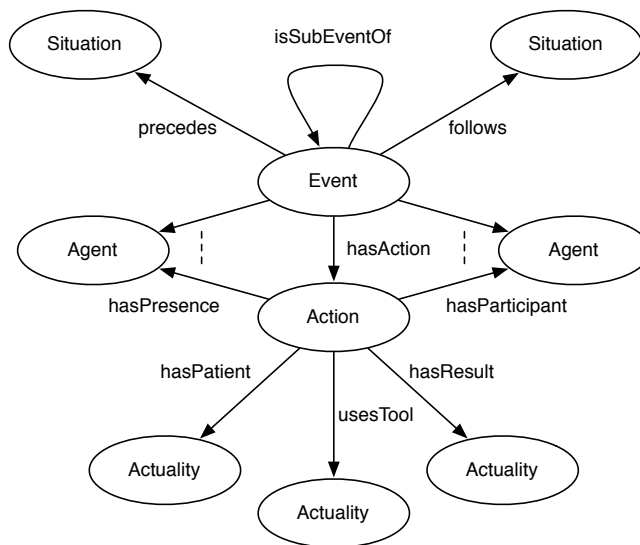 isSubEventOf
Situation
Situation
precedes
follows
Event
Agent
hasAction
Agent
hasPresence
hasParticipant
Action
hasPatient
hasResult
usesTool
Actuality
Actuality
Actuality